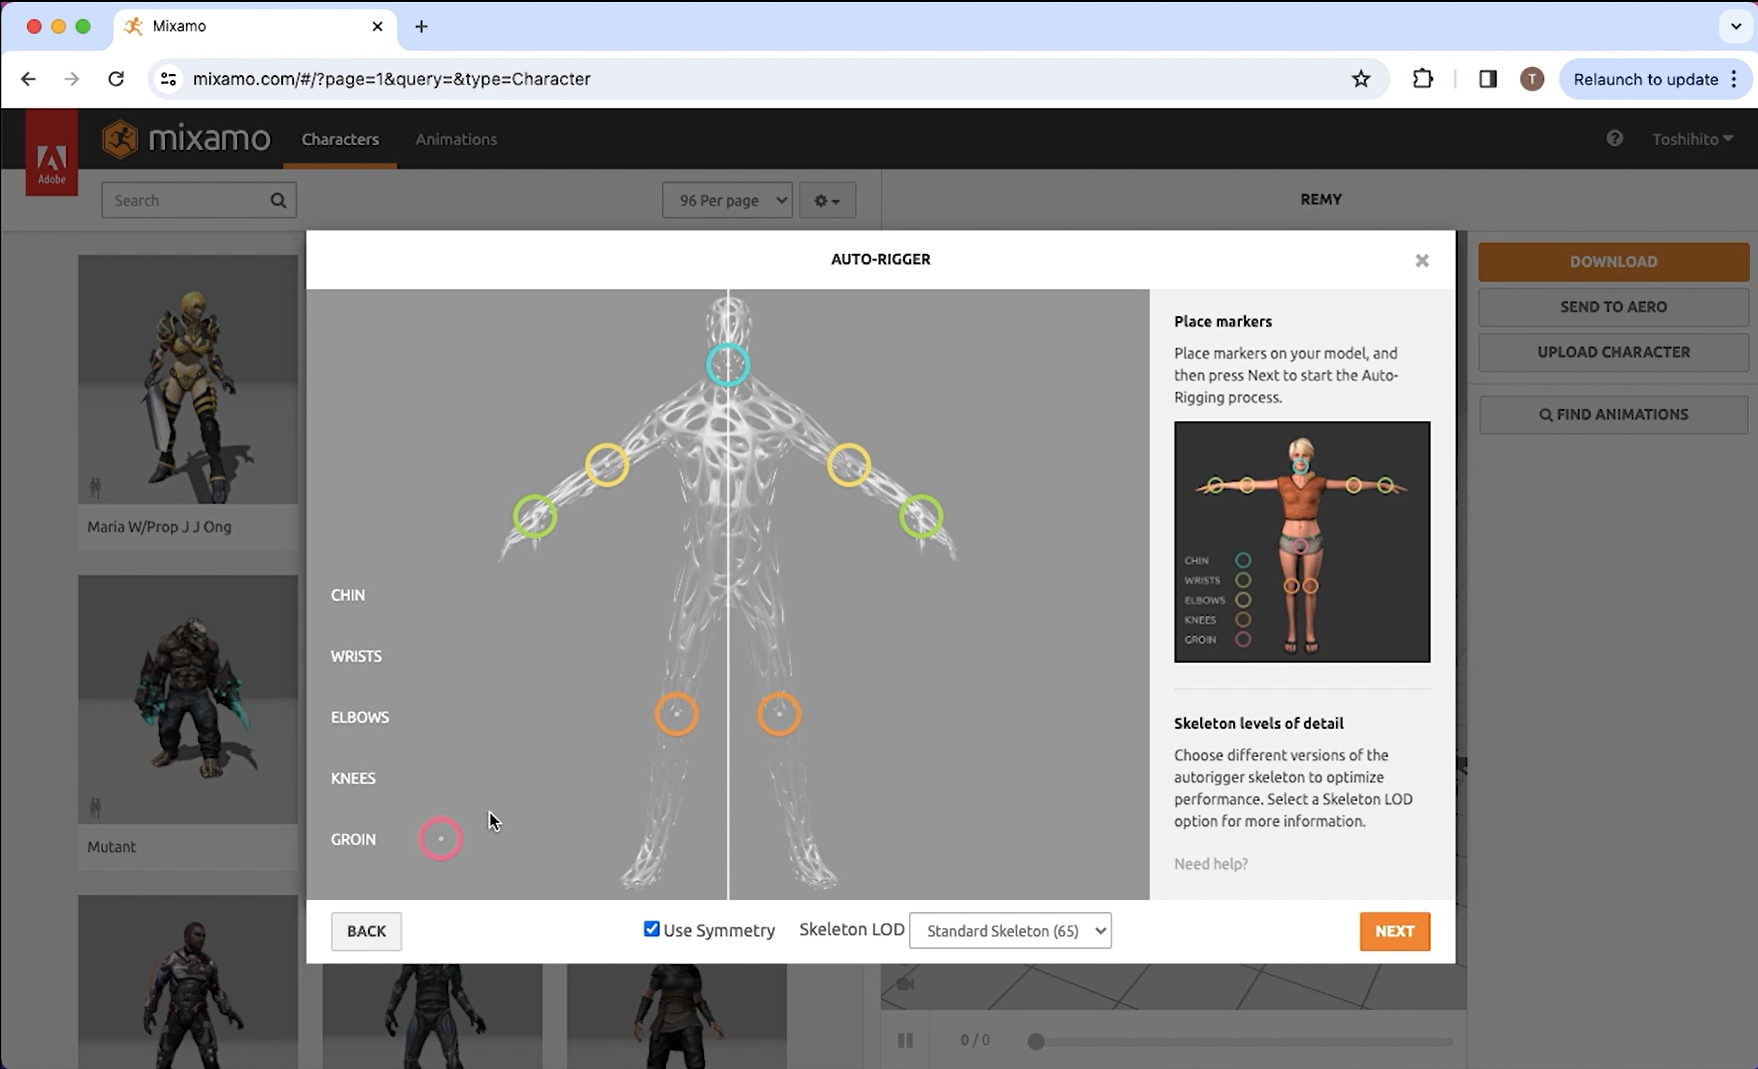 Mixamo
mixamo.com/#/?page=1&query=&type=Character
T
Relaunch to update
Adobe
mixamo
Characters
Animations
Toshihito
Search
96 Per page
REMY
AUTO-RIGGER
DOWNLOAD
SEND TO AERO
UPLOAD CHARACTER
FIND ANIMATIONS
Maria W/Prop J J Ong
Mutant
CHIN
WRISTS
ELBOWS
KNEES
GROIN
Place markers
Place markers on your model, and
then press Next to start the Auto-
Rigging process.
CHIN
WRISTS
ELBOWS
KNEES
GROIN
Skeleton levels of detail
Choose different versions of the
autorigger skeleton to optimize
performance. Select a Skeleton LOD
option for more information.
Need help?
BACK
Use Symmetry
Skeleton LOD
Standard Skeleton (65)
NEXT
0 / 0